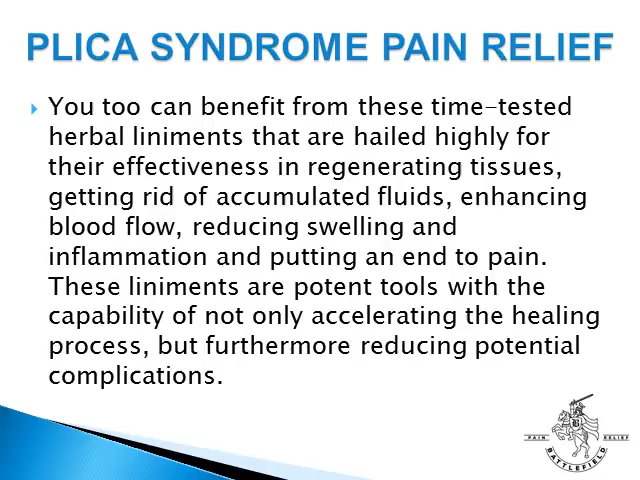 PLICA SYNDROME PAIN RELIEF
You too can benefit from these time-tested
herbal liniments that are hailed highly for
their effectiveness in regenerating tissues,
getting rid of accumulated fluids, enhancing
blood flow, reducing swelling and
inflammation and putting an end to pain.
These liniments are potent tools with the
capability of not only accelerating the healing
process, but furthermore reducing potential
complications.
B
PAIN RELIEF
BATTLEFIELD